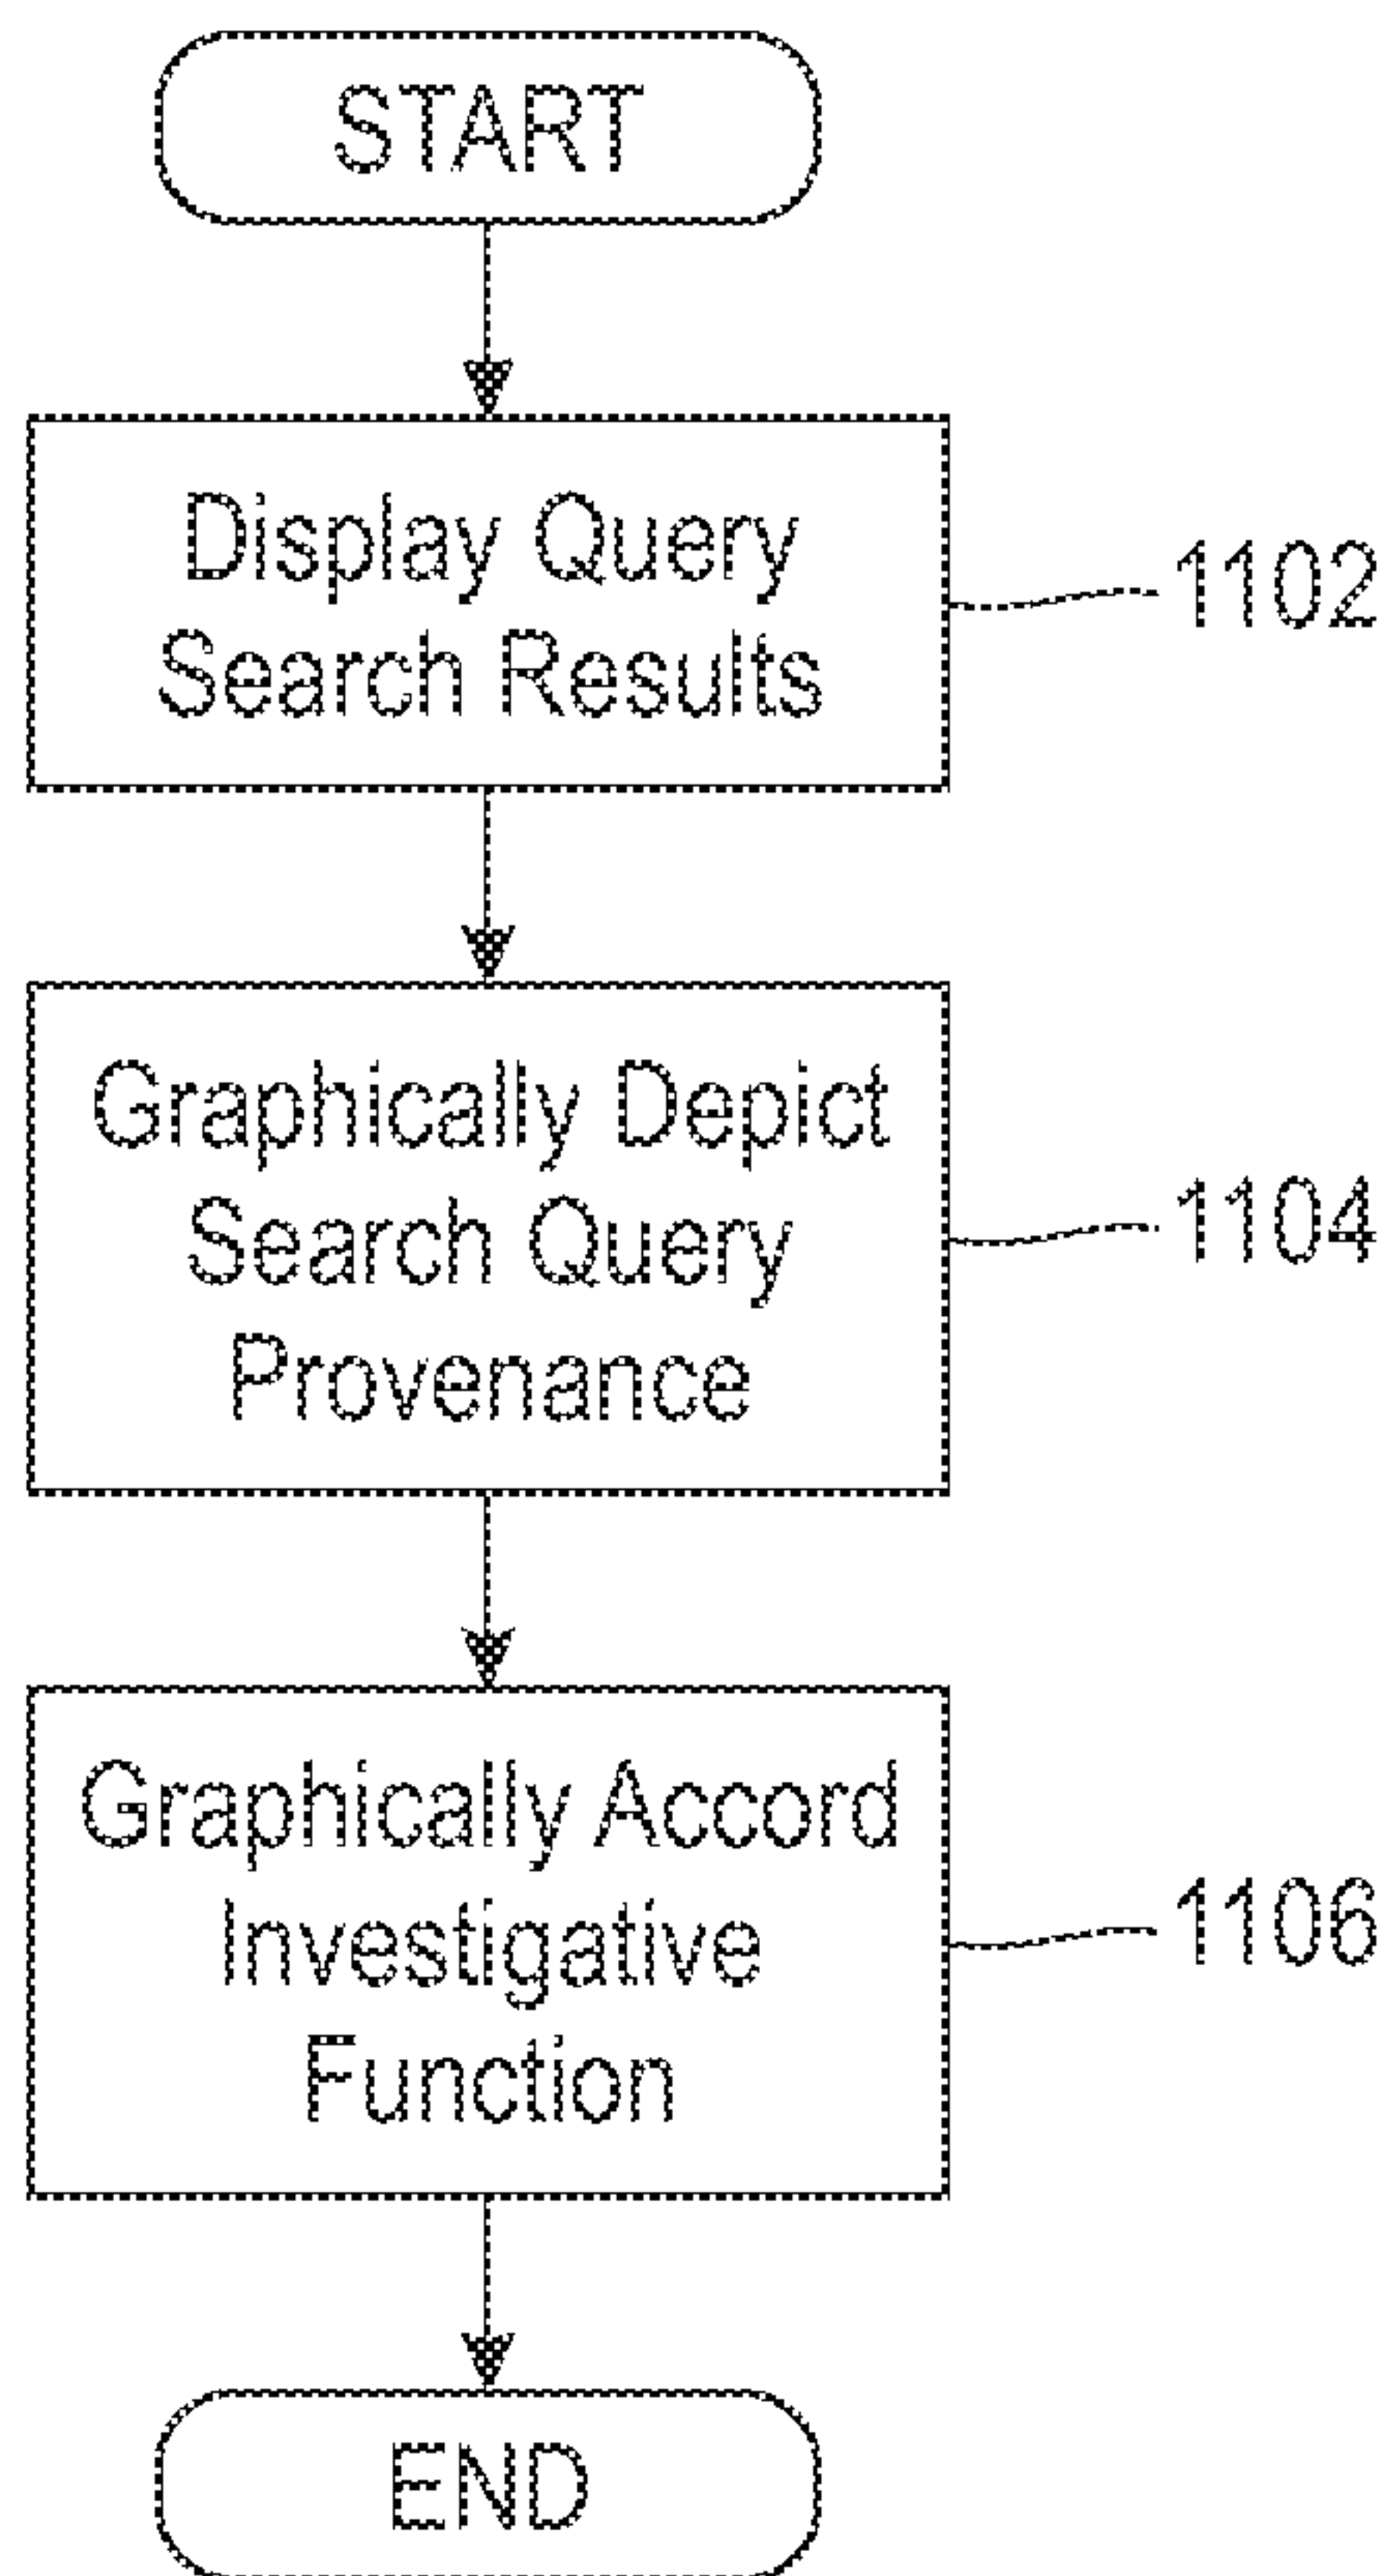 START
Display Query
Search Results
1102
Graphically Depict
Search Query
Provenance
1104
Graphically Accord
Investigative
Function
1106
END